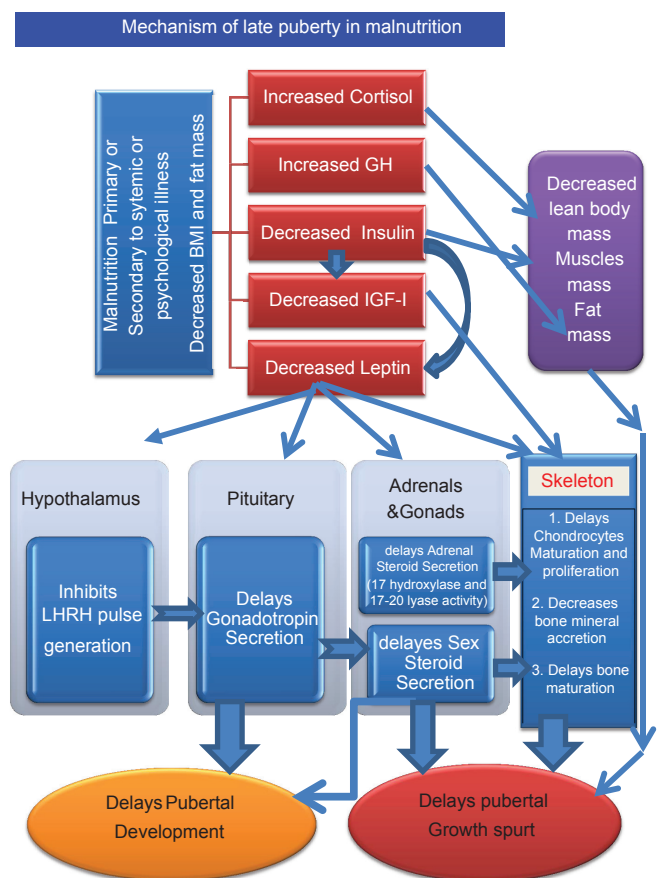 Mechanism of late puberty in malnutrition
Malnutrition Primary or
Secondary to sytemic or
psychological illness
Decreased BMI and fat mass
Increased Cortisol
Increased GH
Decreased Insulin
Decreased IGF-I
Decreased Leptin
Decreased
lean body
mass
Muscles
mass
Fat
mass
Hypothalamus
Inhibits
LHRH pulse
generation
Pituitary
Delays
Gonadotropin
Secretion
Adrenals
&Gonads
delays Adrenal
Steroid Secretion
(17 hydroxylase and
17-20 lyase activity)
delayes Sex
Steroid
Secretion
Skeleton
1. Delays
Chondrocytes
Maturation and
proliferation
2. Decreases
bone mineral
accretion
3. Delays bone
maturation
Delays Pubertal
Development
Delays pubertal
Growth spurt